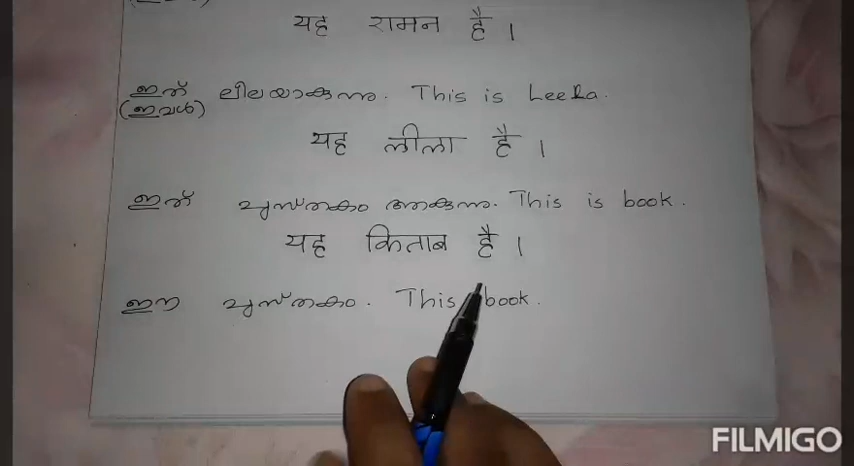 यह रामन है ।
ഇത് ലീലയാകുന്നു. This is Leela.
(ഇവൾ)
यह लीला है ।
ഇത് പുസ്തകം ആകുന്നു. This is book.
यह किताब है ।
ഈ പുസ്തകം. This book.
FILMIGO